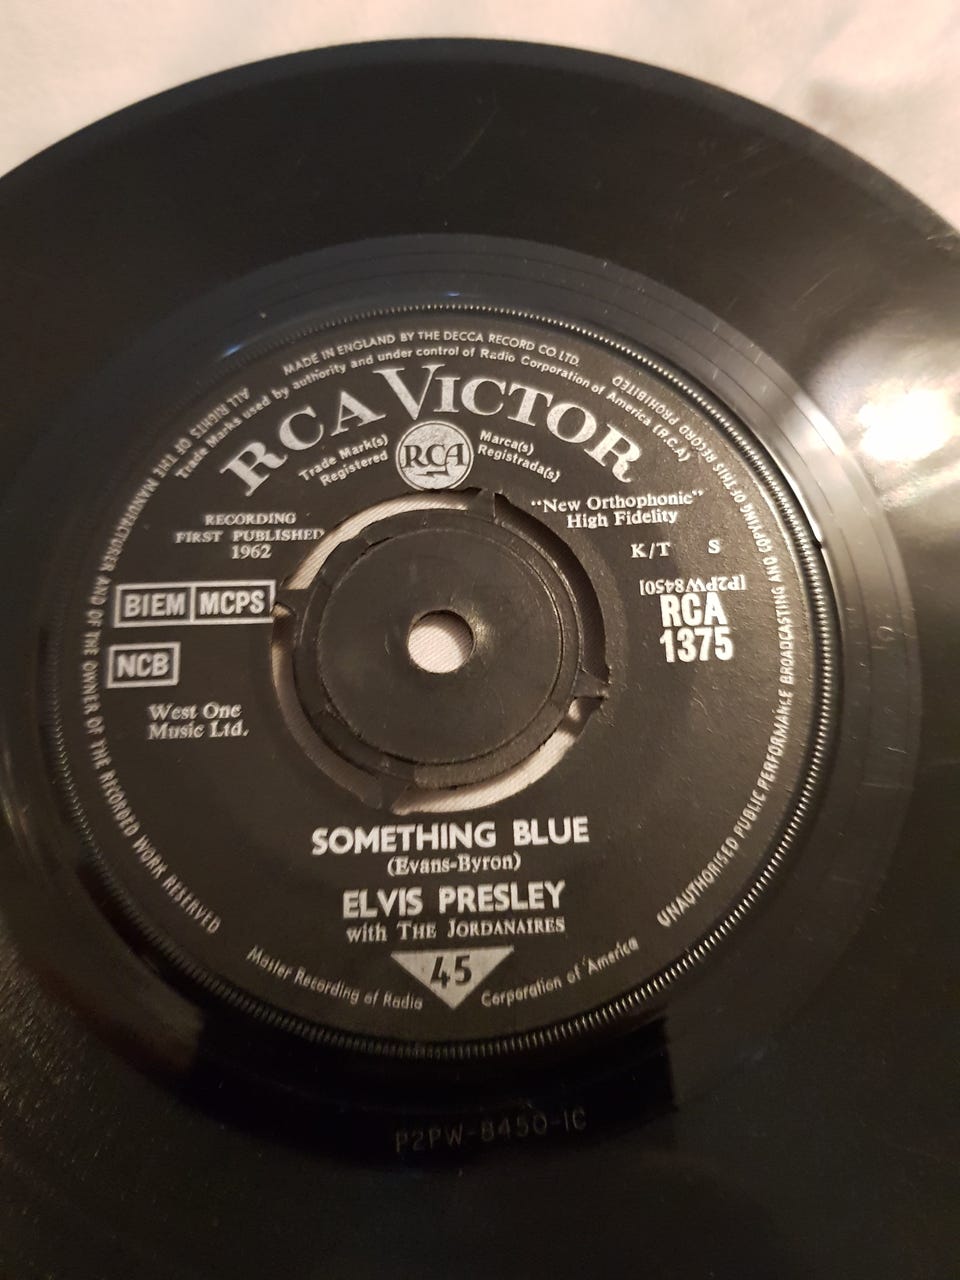 MADE IN ENGLAND BY THE DECCA RECORD CO. LTD.
Trade Marks used by authority and under control of Radio Corporation of America (R.C.A)
ALL RIGHTS OF THE MANUFACTURER AND OF THE OWNER OF THE RECORDED WORK RESERVED
UNAUTHORISED PUBLIC PERFORMANCE BROADCASTING AND COPYING OF THIS RECORD PROHIBITED
RCA VICTOR
Trade Mark(s)
Registered
RCA
Marca(s)
Registrada(s)
RECORDING
FIRST PUBLISHED
1962
"New Orthophonic"
High Fidelity
K/T S
BIEM MCPS
[P2PW8450]
RCA
1375
NCB
West One
Music Ltd.
SOMETHING BLUE
(Evans-Byron)
ELVIS PRESLEY
with THE JORDANAIRES
45
Master Recording of Radio Corporation of America
P2PW-8450-1C